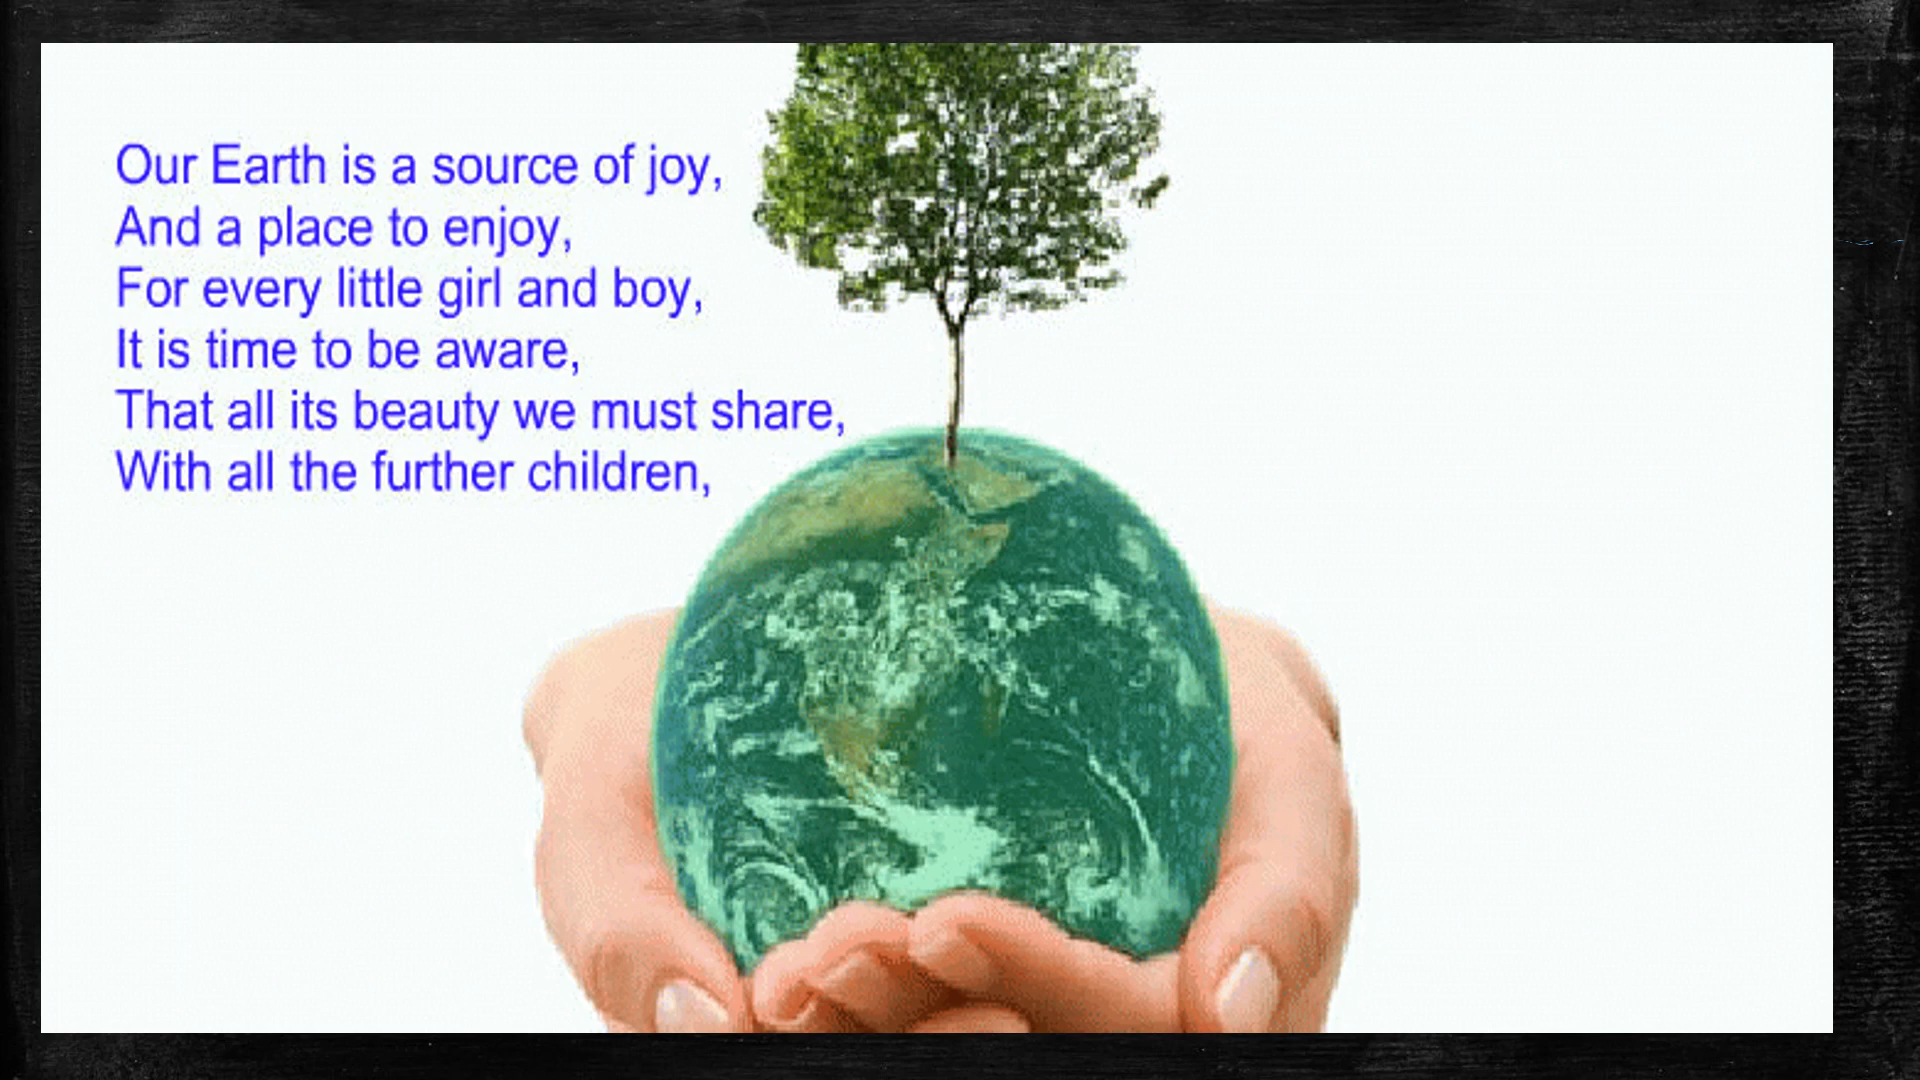 Our Earth is a source of joy,
And a place to enjoy,
For every little girl and boy,
It is time to be aware,
That all its beauty we must share,
With all the further children,